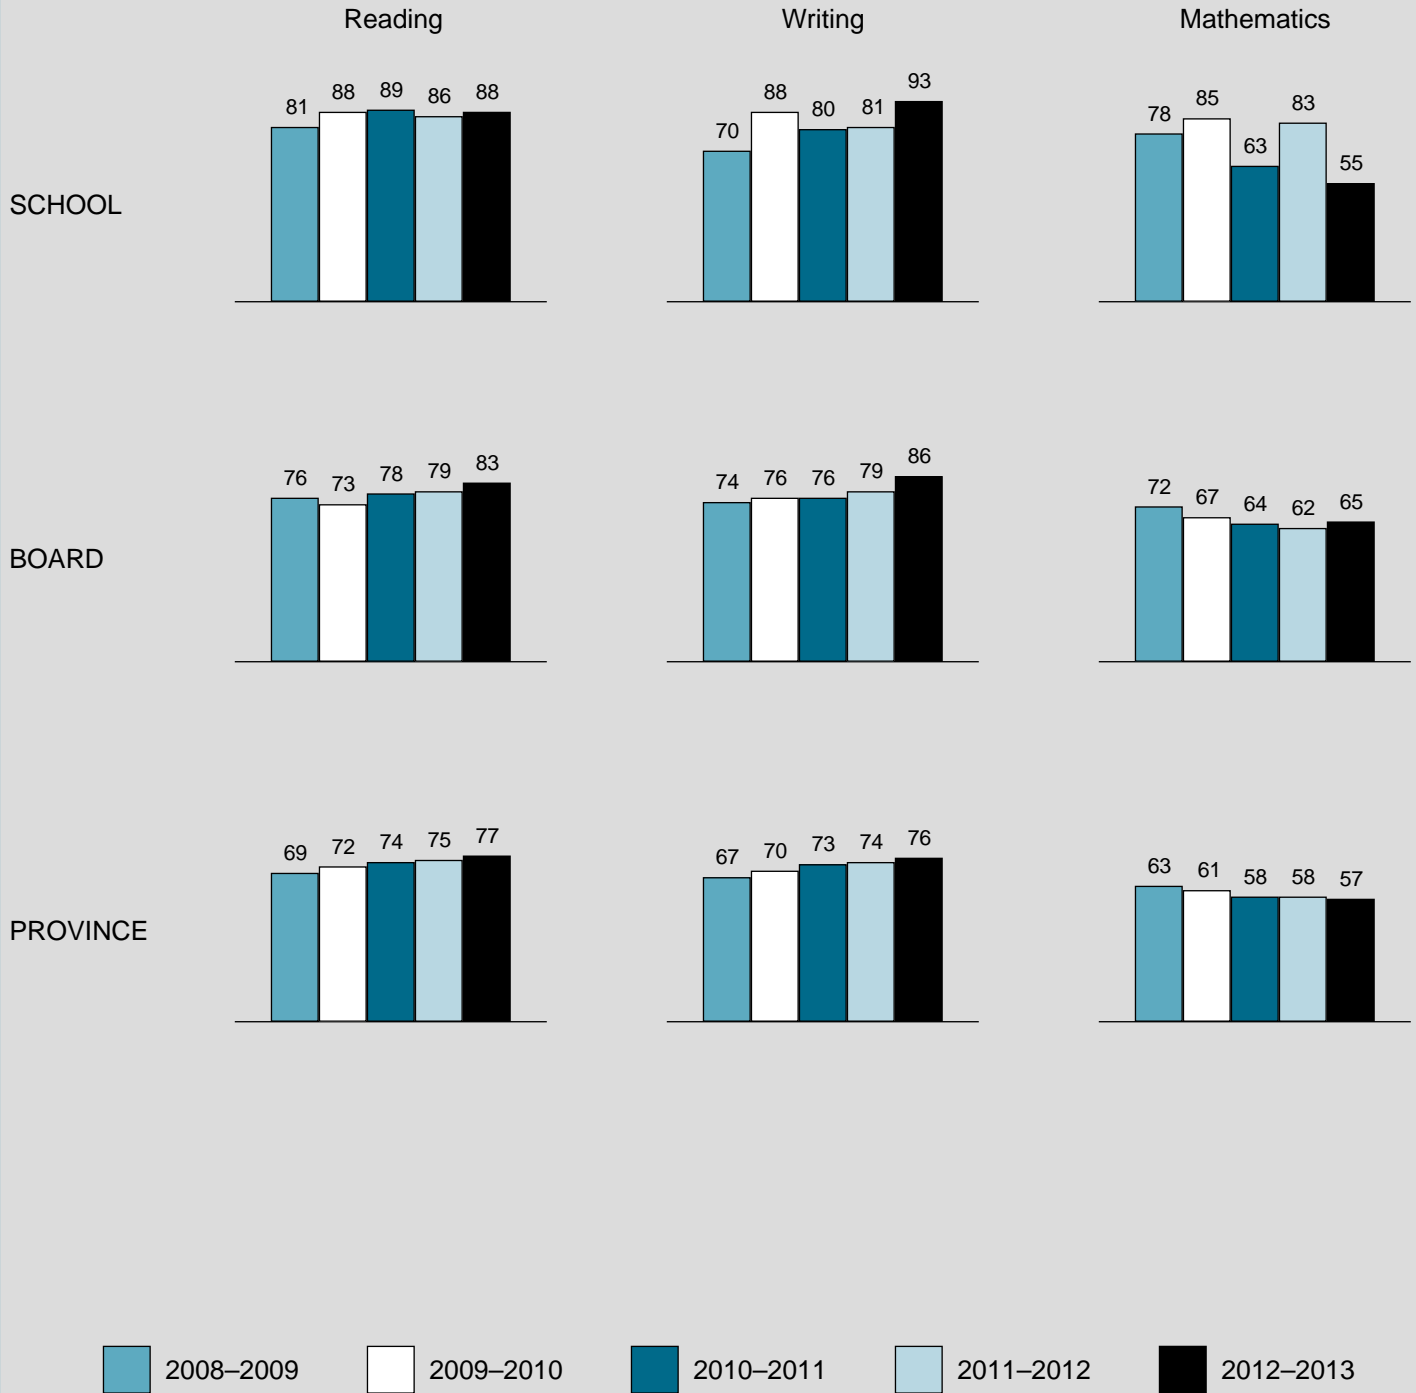 Reading Writing Mathematics
81 88 89 86 88
70 88 80 81 93
78 85 63 83 55
SCHOOL
76 73 78 79 83
74 76 76 79 86
72 67 64 62 65
BOARD
69 72 74 75 77
67 70 73 74 76
63 61 58 58 57
PROVINCE
2008–2009 2009–2010 2010–2011 2011–2012 2012–2013